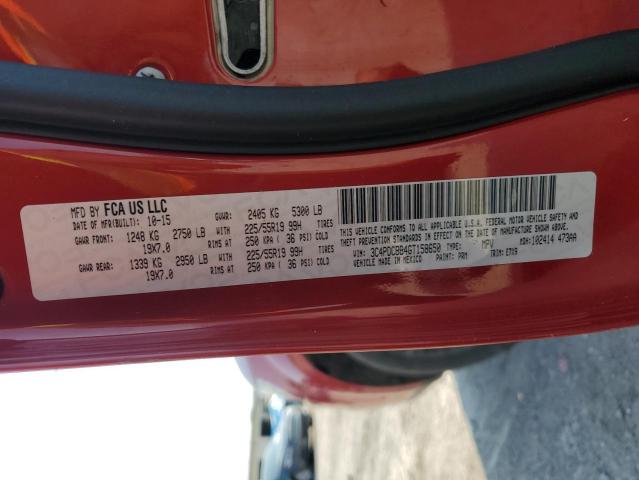 MFD BY FCA US LLC
DATE OF MFR(BUILT): 10-15 GVWR: 2405 KG 5300 LB
GAWR FRONT: 1248 KG 2750 LB WITH TIRES 225/55R19 99H
19X7.0 RIMS AT 250 KPA ( 36 PSI) COLD
GAWR REAR: 1339 KG 2950 LB WITH TIRES 225/55R19 99H
19X7.0 RIMS AT 250 KPA ( 36 PSI) COLD
THIS VEHICLE CONFORMS TO ALL APPLICABLE U.S.A. FEDERAL MOTOR VEHICLE SAFETY AND
THEFT PREVENTION STANDARDS IN EFFECT ON THE DATE OF MANUFACTURE SHOWN ABOVE.
VIN: 3C4PDCBB4GT158650 TYPE: MPV MDH: 102414 473AA
VEHICLE MADE IN MEXICO PAINT: PRM TRIM: E7X9